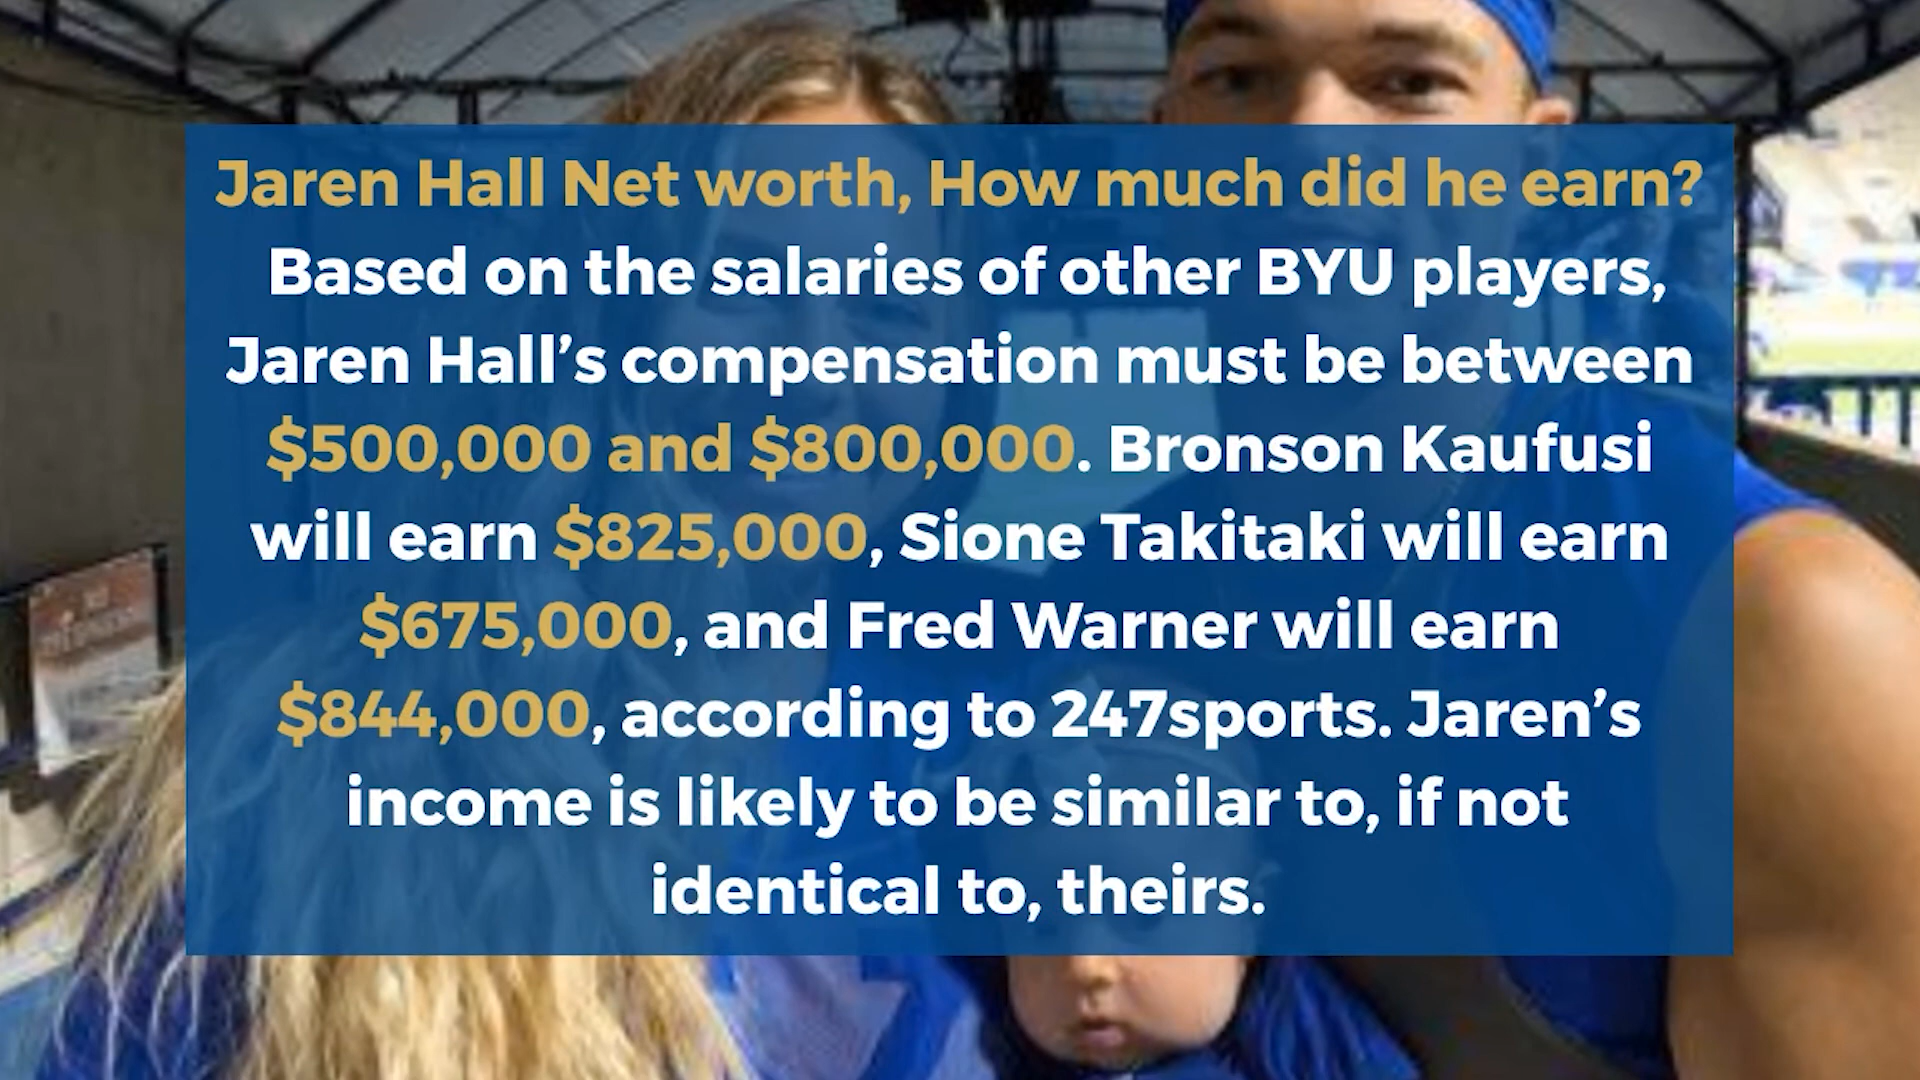 Jaren Hall Net worth, How much did he earn?
Based on the salaries of other BYU players,
Jaren Hall’s compensation must be between
$500,000 and $800,000. Bronson Kaufusi
will earn $825,000, Sione Takitaki will earn
$675,000, and Fred Warner will earn
$844,000, according to 247sports. Jaren’s
income is likely to be similar to, if not
identical to, theirs.